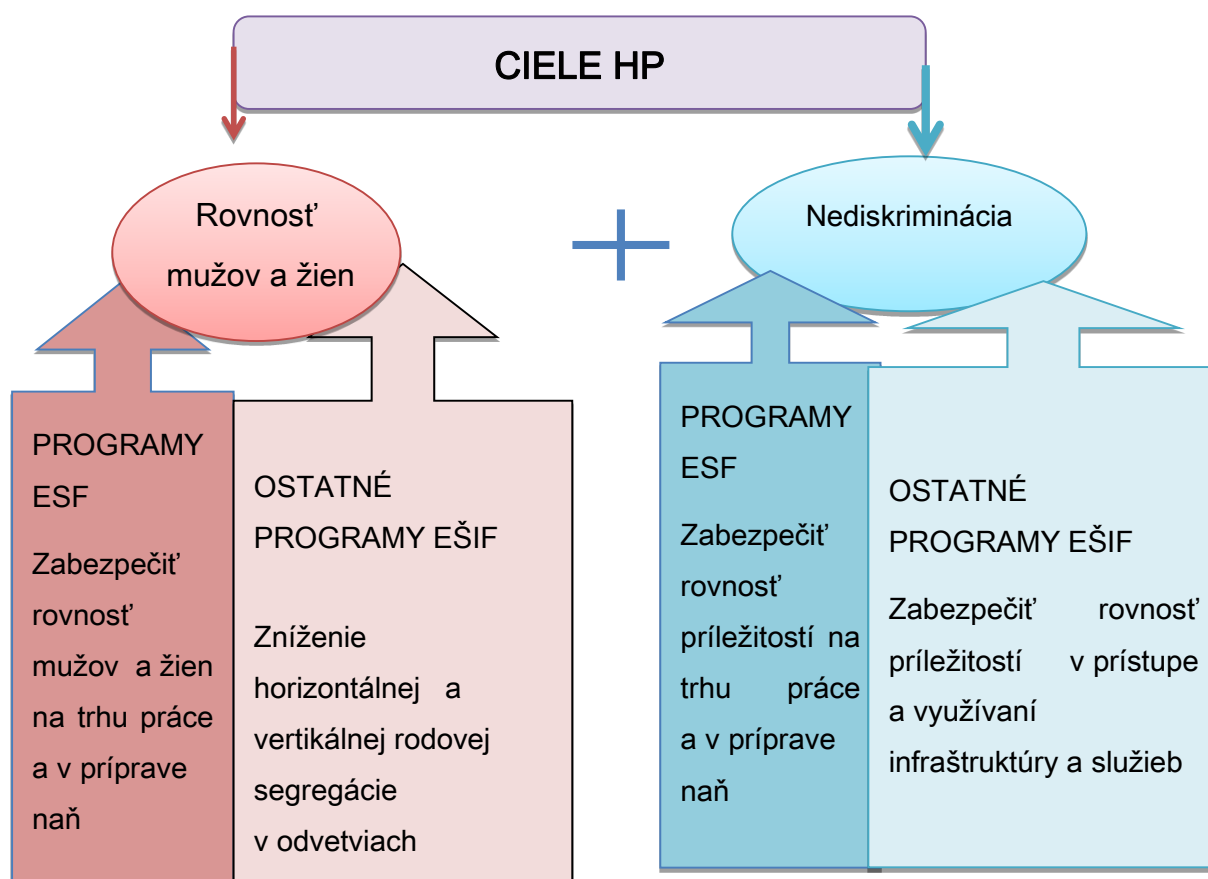 CIELE HP
Rovnosť
mužov a žien
Nediskriminácia
PROGRAMY
ESF
Zabezpečiť
rovnosť
mužov a žien
na trhu práce
a v príprave
naň
OSTATNÉ
PROGRAMY EŠIF
Zníženie
horizontálnej a
vertikálnej rodovej
segregácie
v odvetviach
PROGRAMY
ESF
Zabezpečiť
rovnosť
príležitostí na
trhu práce
a v príprave
naň
OSTATNÉ
PROGRAMY EŠIF
Zabezpečiť rovnosť
príležitostí v prístupe
a využívaní
infraštruktúry a služieb